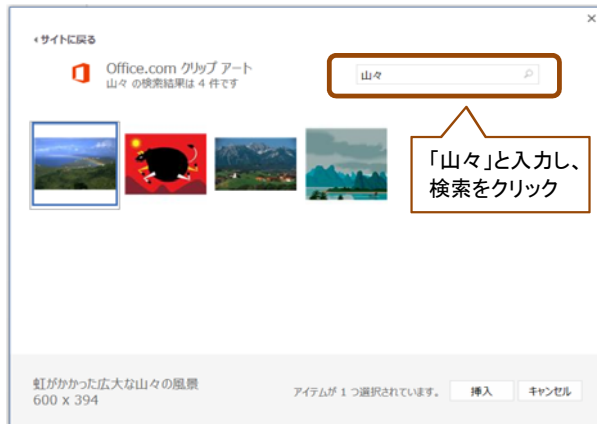 サイトに戻る
Office.com クリップ アート
山々 の検索結果は 4 件です
山々
「山々」と入力し、
検索をクリック
虹がかかった広大な山々の風景
600 x 394
アイテムが 1 つ選択されています。
挿入
キャンセル